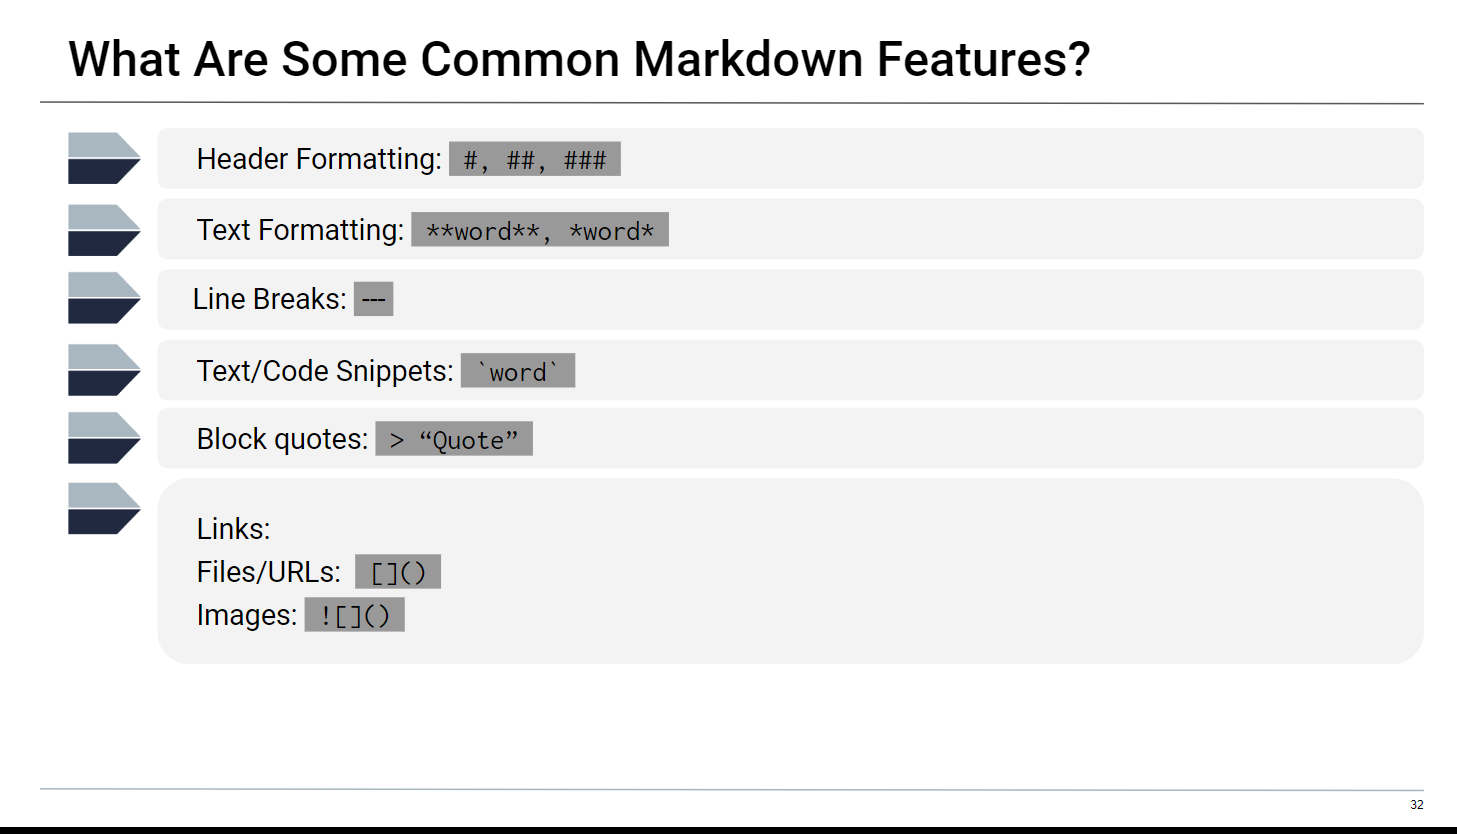 What Are Some Common Markdown Features?
Header Formatting: #, ##, ###
Text Formatting: **word**, *word*
Line Breaks: ---
Text/Code Snippets: `word`
Block quotes: > “Quote”
Links:
Files/URLs: []()
Images: ![]()
32